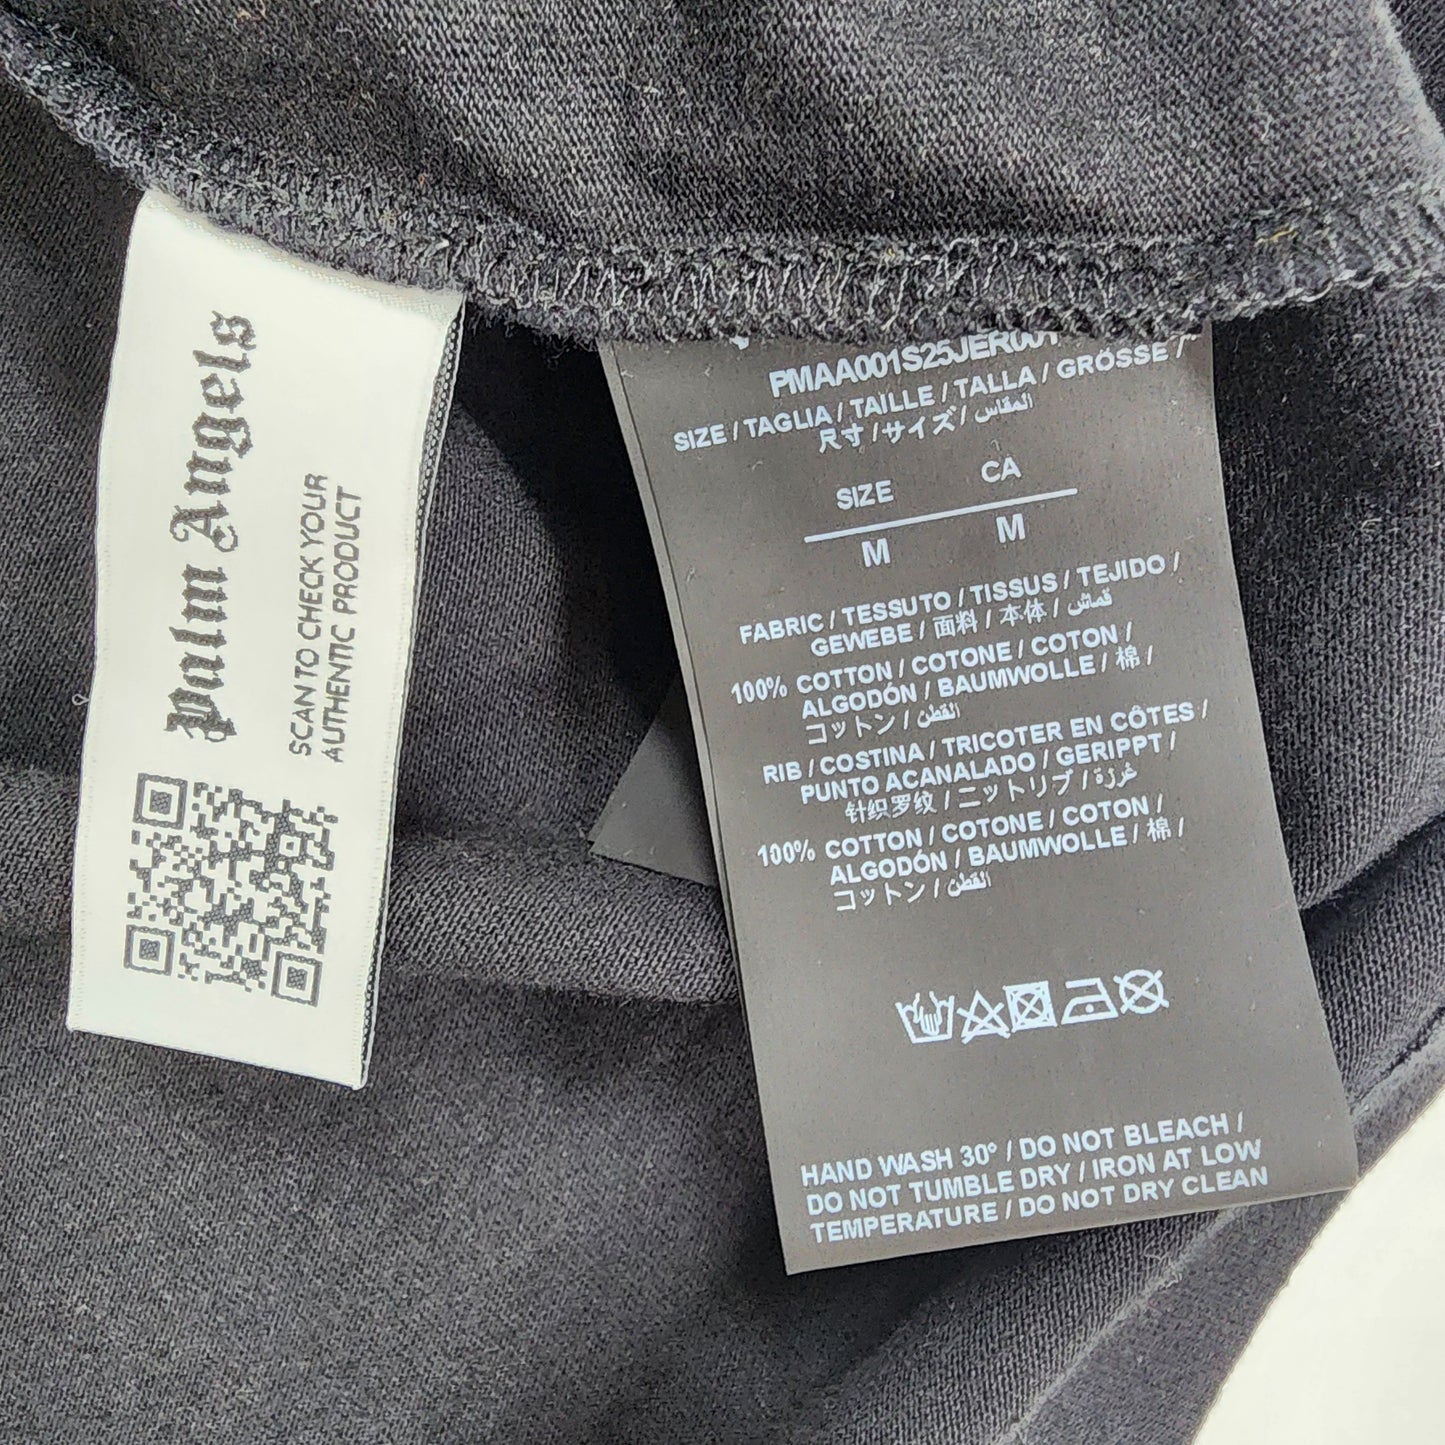 Palm Angels
SCAN TO CHECK YOUR
AUTHENTIC PRODUCT
PMAA001S25JER001
SIZE / TAGLIA / TAILLE / TALLA / GRÖSSE /
尺寸 / サイズ / المقاس
SIZE CA
M M
FABRIC / TESSUTO / TISSUS / TEJIDO /
GEWEBE / 面料 / 本体 / قماش
100% COTTON / COTONE / COTON /
ALGODÓN / BAUMWOLLE / 棉 /
コットン / القطن
RIB / COSTINA / TRICOTER EN CÔTES /
PUNTO ACANALADO / GERIPPT /
针织罗纹 / ニットリブ / غرزة
100% COTTON / COTONE / COTON /
ALGODÓN / BAUMWOLLE / 棉 /
コットン / القطن
HAND WASH 30° / DO NOT BLEACH /
DO NOT TUMBLE DRY / IRON AT LOW
TEMPERATURE / DO NOT DRY CLEAN